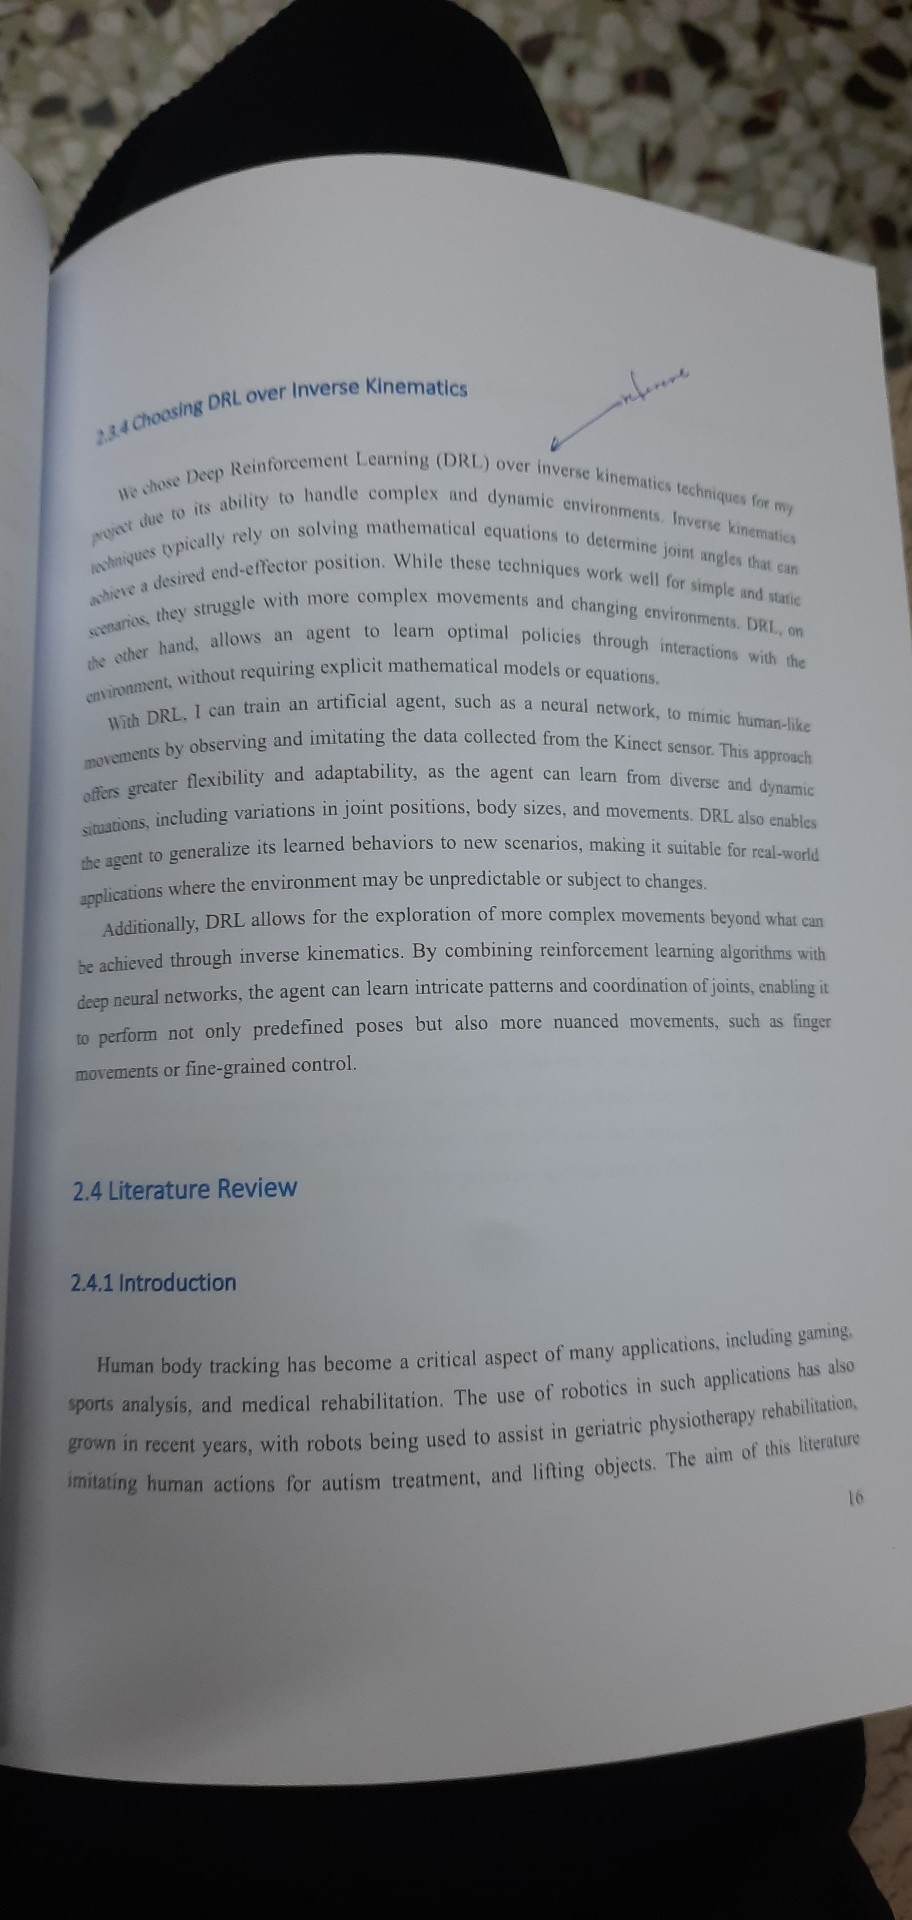 2.3.4 Choosing DRL over Inverse Kinematics
We chose Deep Reinforcement Learning (DRL) over inverse kinematics techniques for my
project due to its ability to handle complex and dynamic environments. Inverse kinematics
techniques typically rely on solving mathematical equations to determine joint angles that can
achieve a desired end-effector position. While these techniques work well for simple and static
scenarios, they struggle with more complex movements and changing environments. DRL, on
the other hand, allows an agent to learn optimal policies through interactions with the
environment, without requiring explicit mathematical models or equations.
With DRL, I can train an artificial agent, such as a neural network, to mimic human-like
movements by observing and imitating the data collected from the Kinect sensor. This approach
offers greater flexibility and adaptability, as the agent can learn from diverse and dynamic
situations, including variations in joint positions, body sizes, and movements. DRL also enables
the agent to generalize its learned behaviors to new scenarios, making it suitable for real-world
applications where the environment may be unpredictable or subject to changes.
Additionally, DRL allows for the exploration of more complex movements beyond what can
be achieved through inverse kinematics. By combining reinforcement learning algorithms with
deep neural networks, the agent can learn intricate patterns and coordination of joints, enabling it
to perform not only predefined poses but also more nuanced movements, such as finger
movements or fine-grained control.
2.4 Literature Review
2.4.1 Introduction
Human body tracking has become a critical aspect of many applications, including gaming,
sports analysis, and medical rehabilitation. The use of robotics in such applications has also
grown in recent years, with robots being used to assist in geriatric physiotherapy rehabilitation,
imitating human actions for autism treatment, and lifting objects. The aim of this literature
16